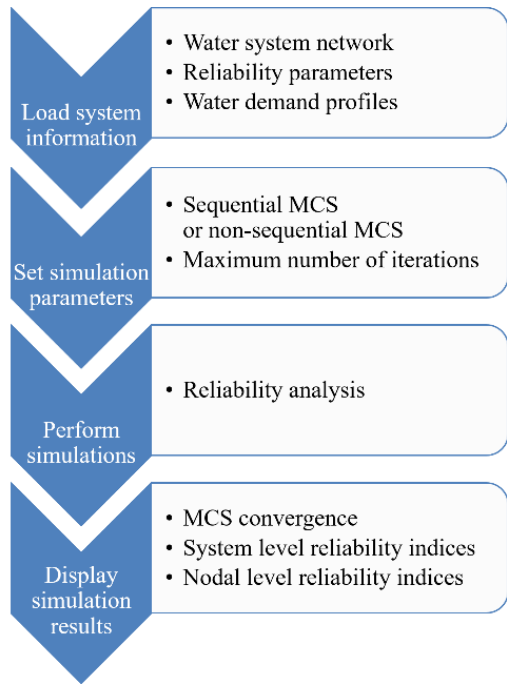 Load system
information
• Water system network
• Reliability parameters
• Water demand profiles
Set simulation
parameters
• Sequential MCS
or non-sequential MCS
• Maximum number of iterations
Perform
simulations
• Reliability analysis
Display
simulation
results
• MCS convergence
• System level reliability indices
• Nodal level reliability indices